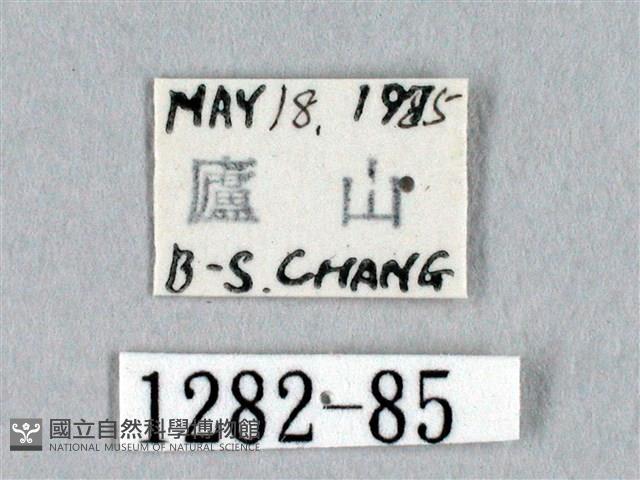 MAY 18, 1985
廬 山
B-S. CHANG
1282-85
國立自然科學博物館
NATIONAL MUSEUM OF NATURAL SCIENCE